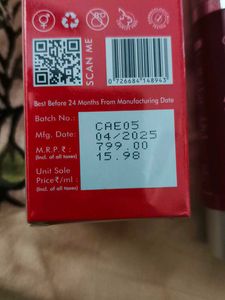 SCAN ME
0 726684 148943
Best Before 24 Months From Manufacturing Date
Batch No.: CAE05
Mfg. Date: 04/2025
M.R.P. ₹ : 799.00
(Incl. of all taxes)
Unit Sale 15.98
Price₹/ml :
(Incl. of all taxes)